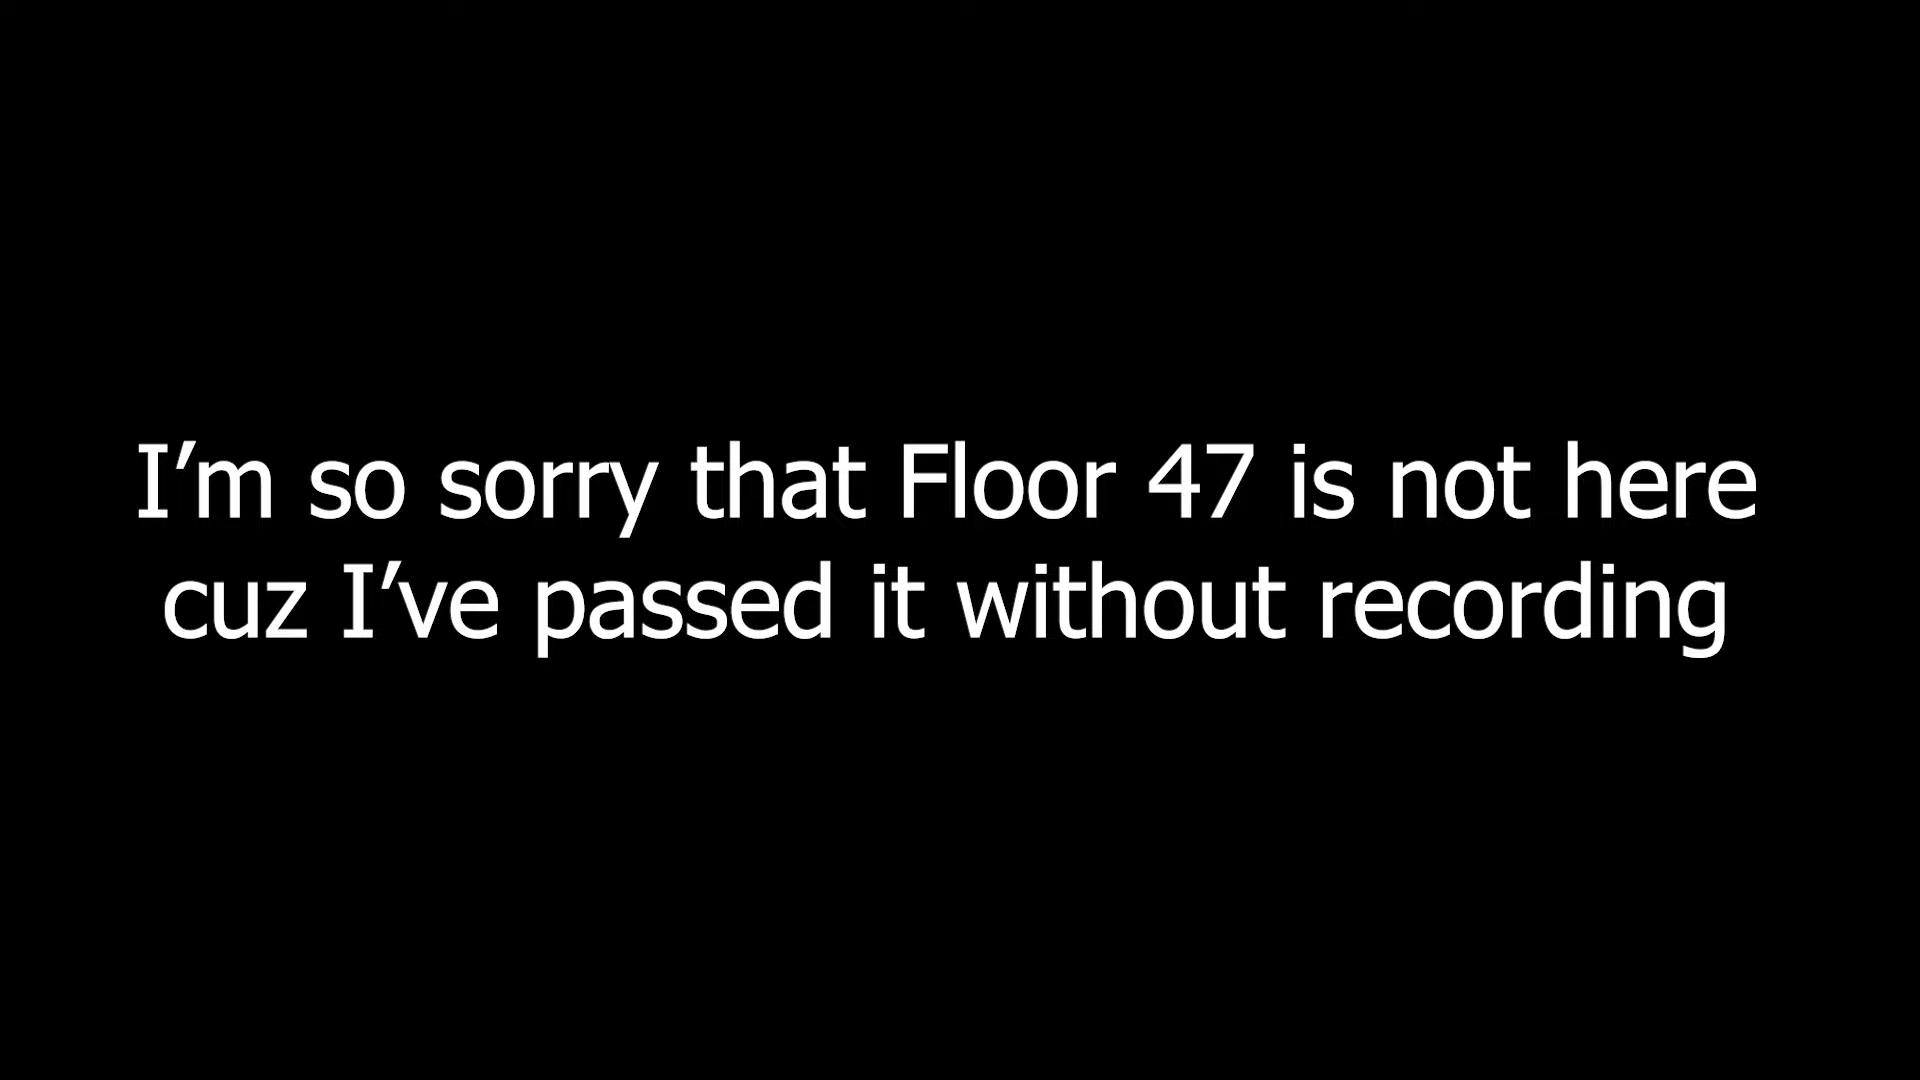 I’m so sorry that Floor 47 is not here
cuz I’ve passed it without recording